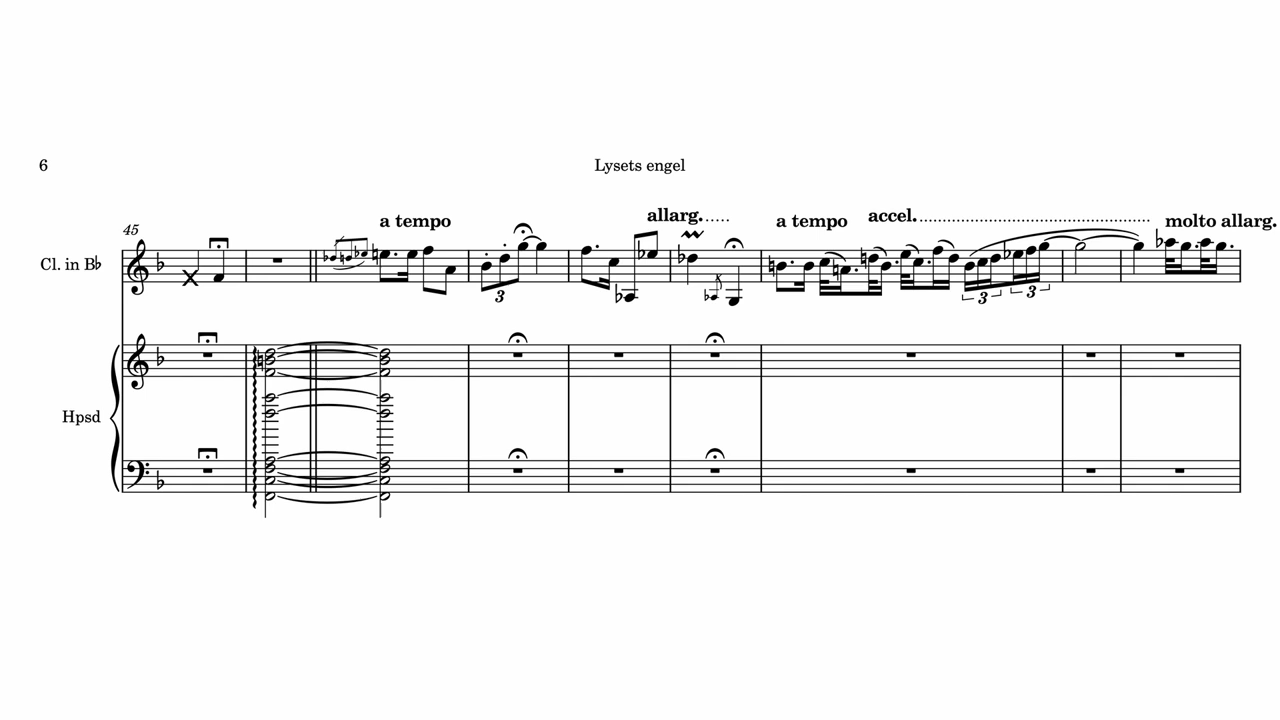 6
Lysets engel
45
a tempo
allarg.
a tempo
accel.
molto allarg.
Cl. in B♭
3
3
3
Hpsd